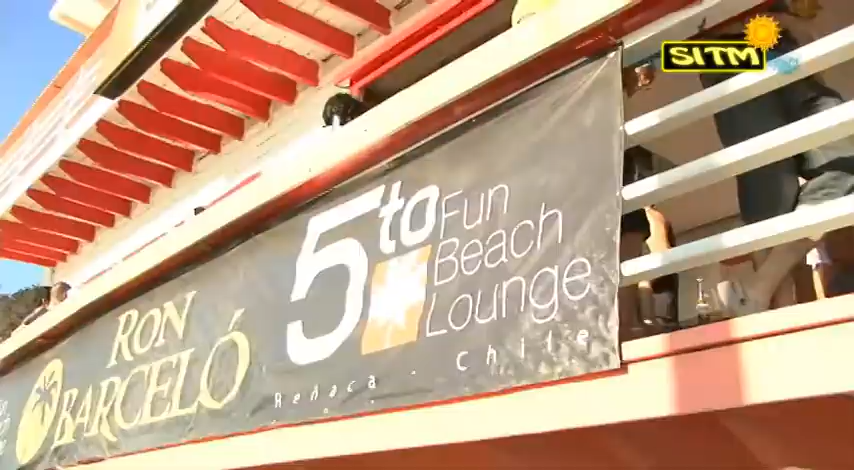 SITM
5to
Fun
Beach
Lounge
Reñaca - Chile
RON
BARCELÓ